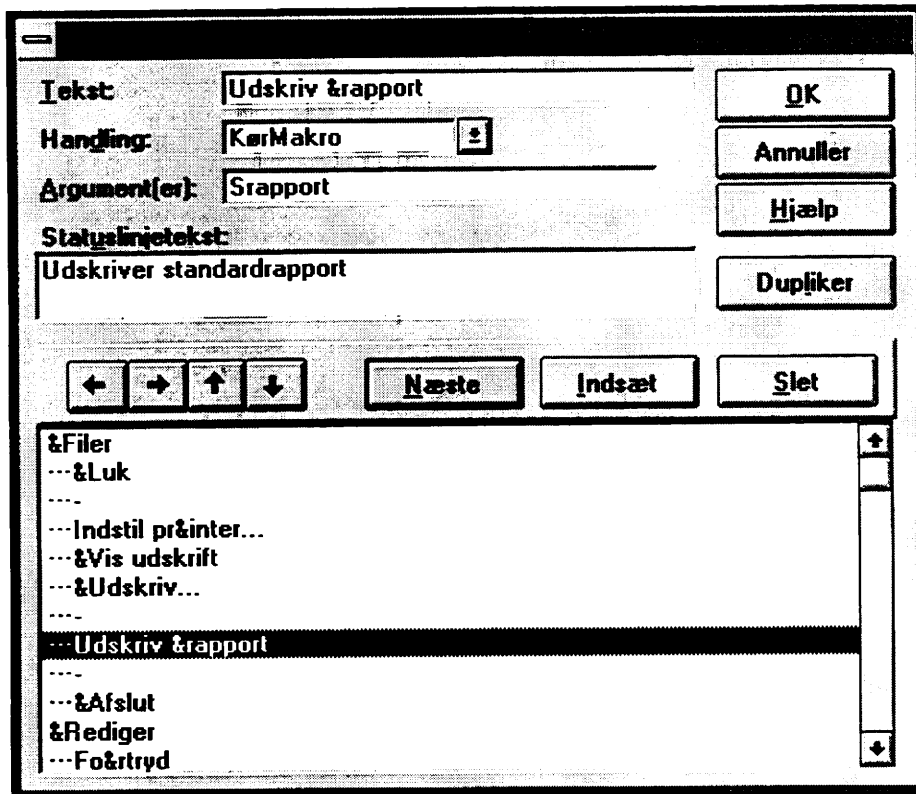 Tekst: Udskriv &rapport OK
Handling: KørMakro Annuller
Argument(er): Srapport Hjælp
Statuslinjetekst:
Udskriver standardrapport Dupliker
Næste Indsæt Slet
&Filer
---&Luk
----
---Indstil pr&inter...
---&Vis udskrift
---&Udskriv...
----
---Udskriv &rapport
----
---&Afslut
&Rediger
---Fo&rtryd